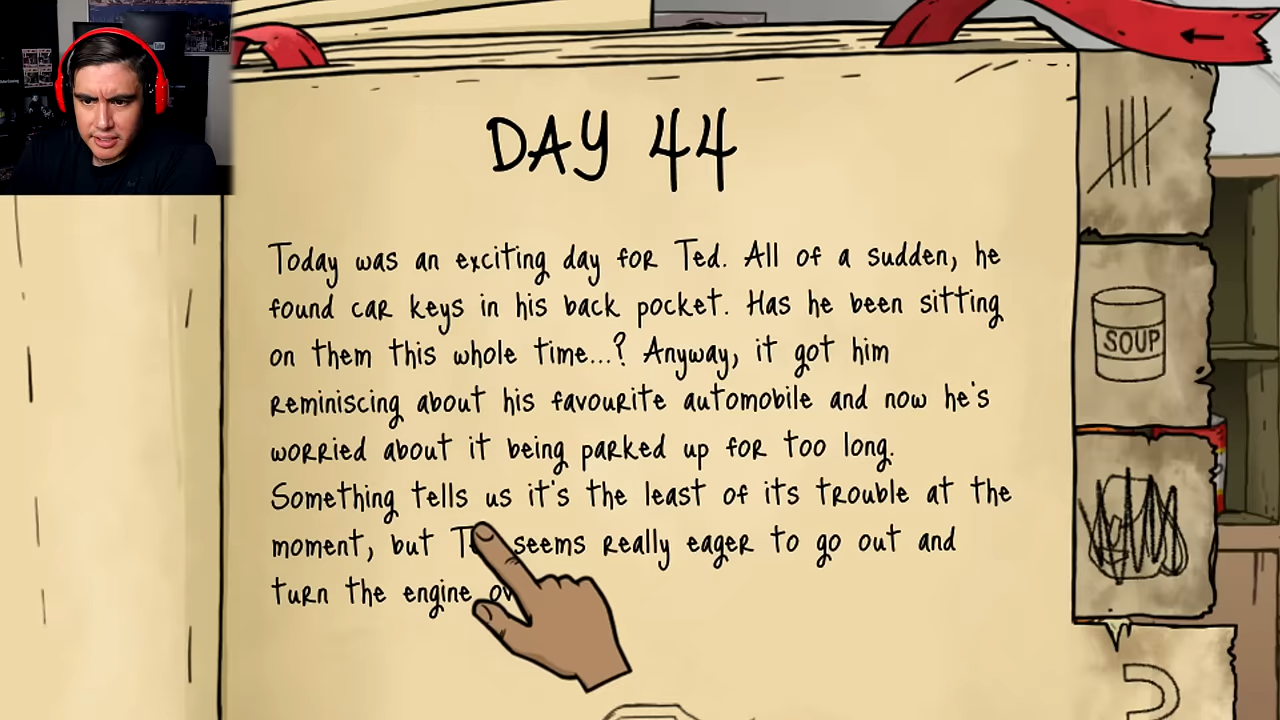 DAY 44
Today was an exciting day for Ted. All of a sudden, he
found car keys in his back pocket. Has he been sitting
on them this whole time...? Anyway, it got him
reminiscing about his favourite automobile and now he's
worried about it being parked up for too long.
Something tells us it's the least of its trouble at the
moment, but seems really eager to go out and
turn the engine
SOUP